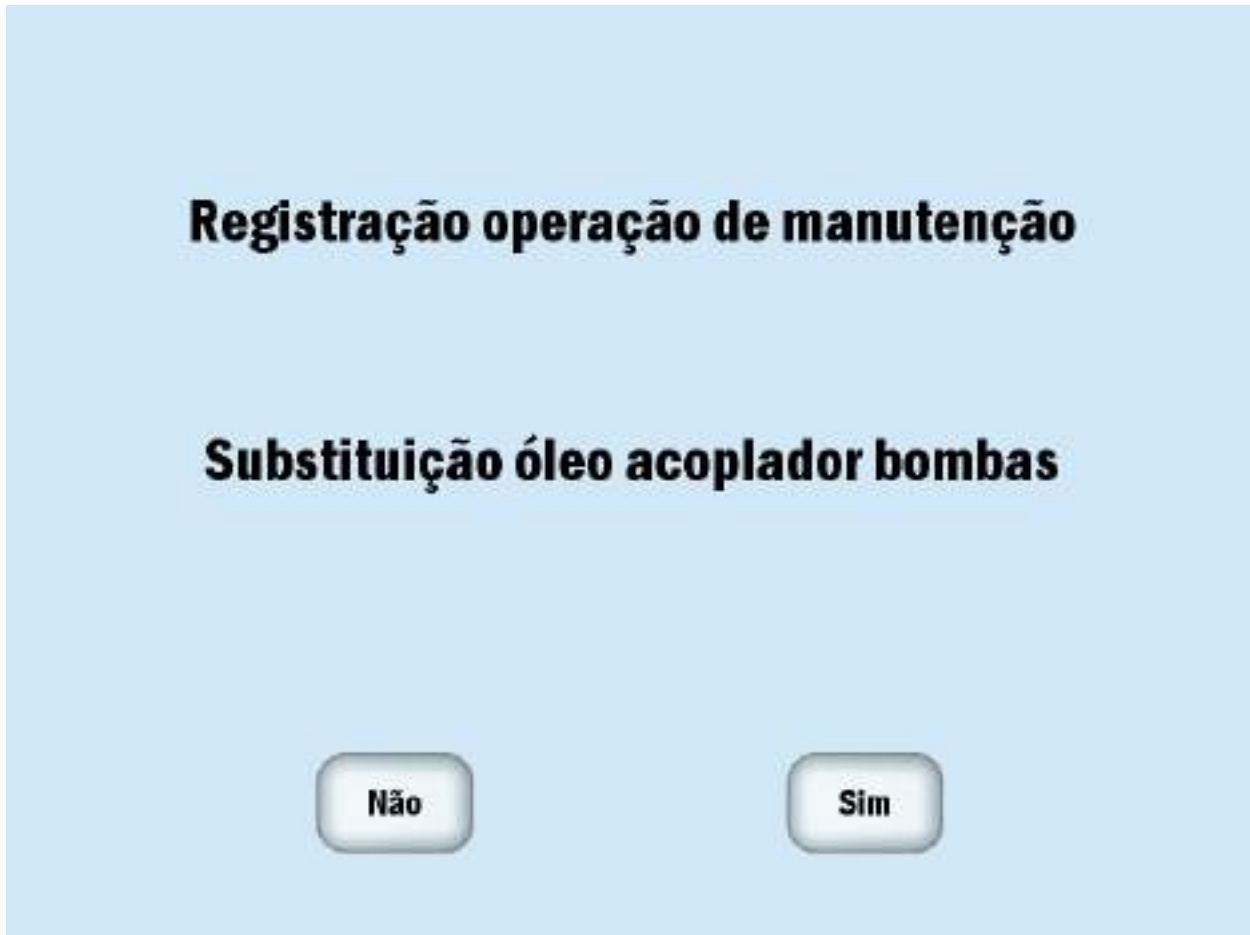 Registração operação de manutenção
Substituição óleo acoplador bombas
Não
Sim